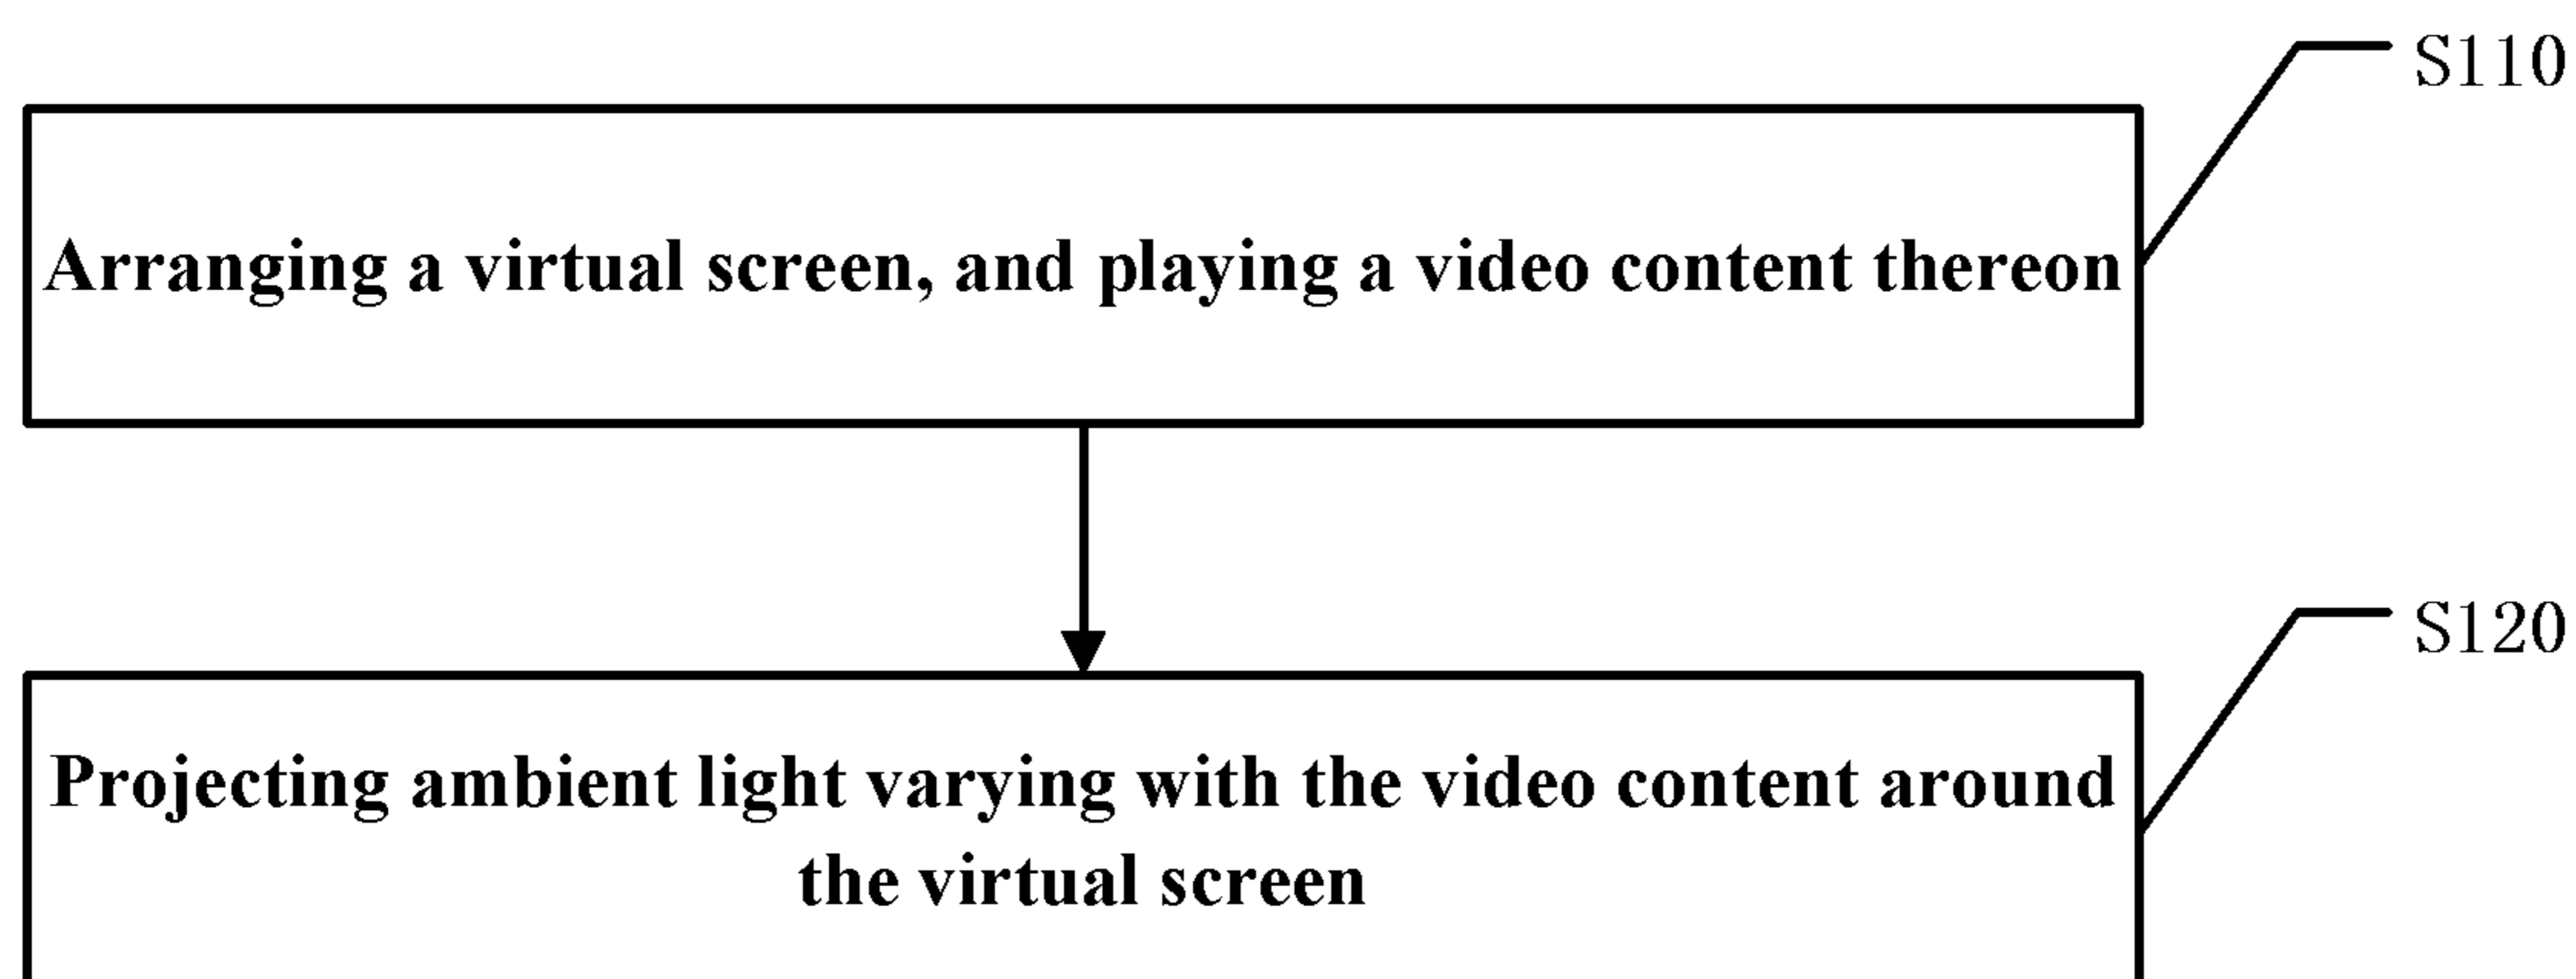 S110
Arranging a virtual screen, and playing a video content thereon
S120
Projecting ambient light varying with the video content around
the virtual screen